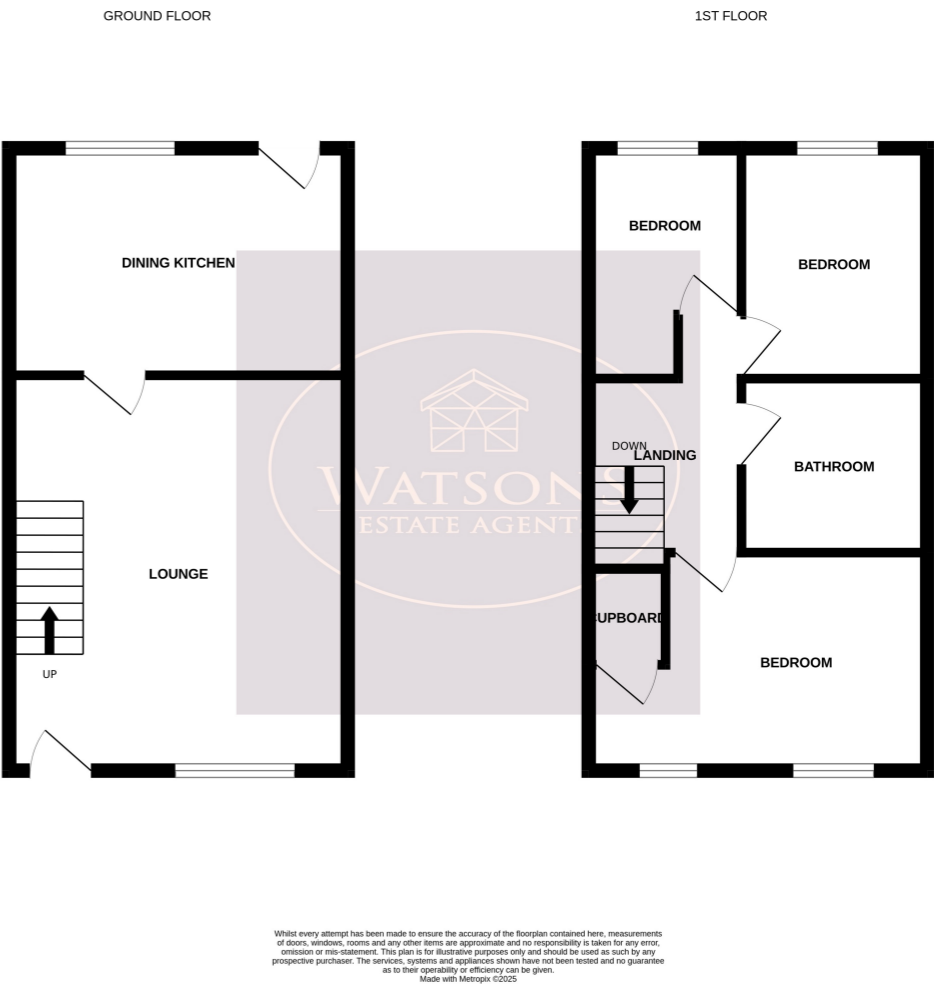 GROUND FLOOR
1ST FLOOR
DINING KITCHEN
LOUNGE
UP
BEDROOM
BEDROOM
DOWN
LANDING
BATHROOM
CUPBOARD
BEDROOM
WATSONS
ESTATE AGENTS
Whilst every attempt has been made to ensure the accuracy of the floorplan contained here, measurements
of doors, windows, rooms and any other items are approximate and no responsibility is taken for any error,
omission or mis-statement. This plan is for illustrative purposes only and should be used as such by any
prospective purchaser. The services, systems and appliances shown have not been tested and no guarantee
as to their operability or efficiency can be given.
Made with Metropix ©2025